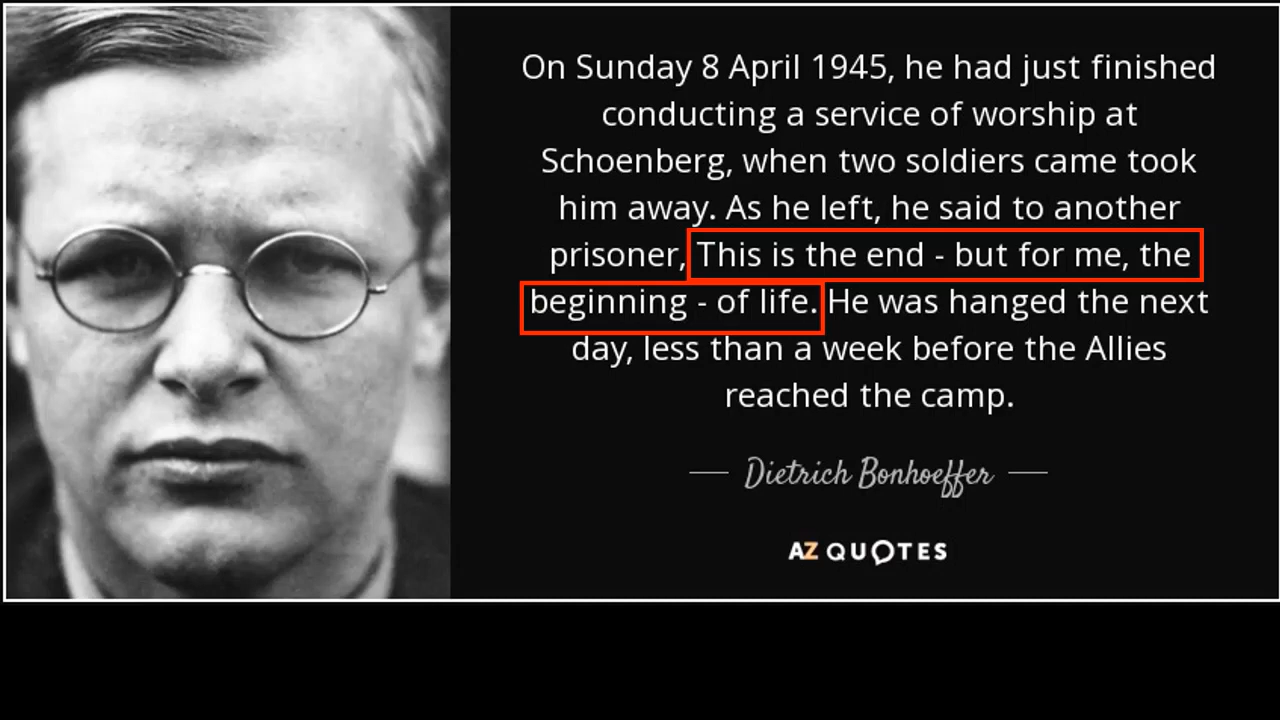 On Sunday 8 April 1945, he had just finished
conducting a service of worship at
Schoenberg, when two soldiers came took
him away. As he left, he said to another
prisoner, This is the end - but for me, the
beginning - of life. He was hanged the next
day, less than a week before the Allies
reached the camp.
Dietrich Bonhoeffer
AZ QUOTES